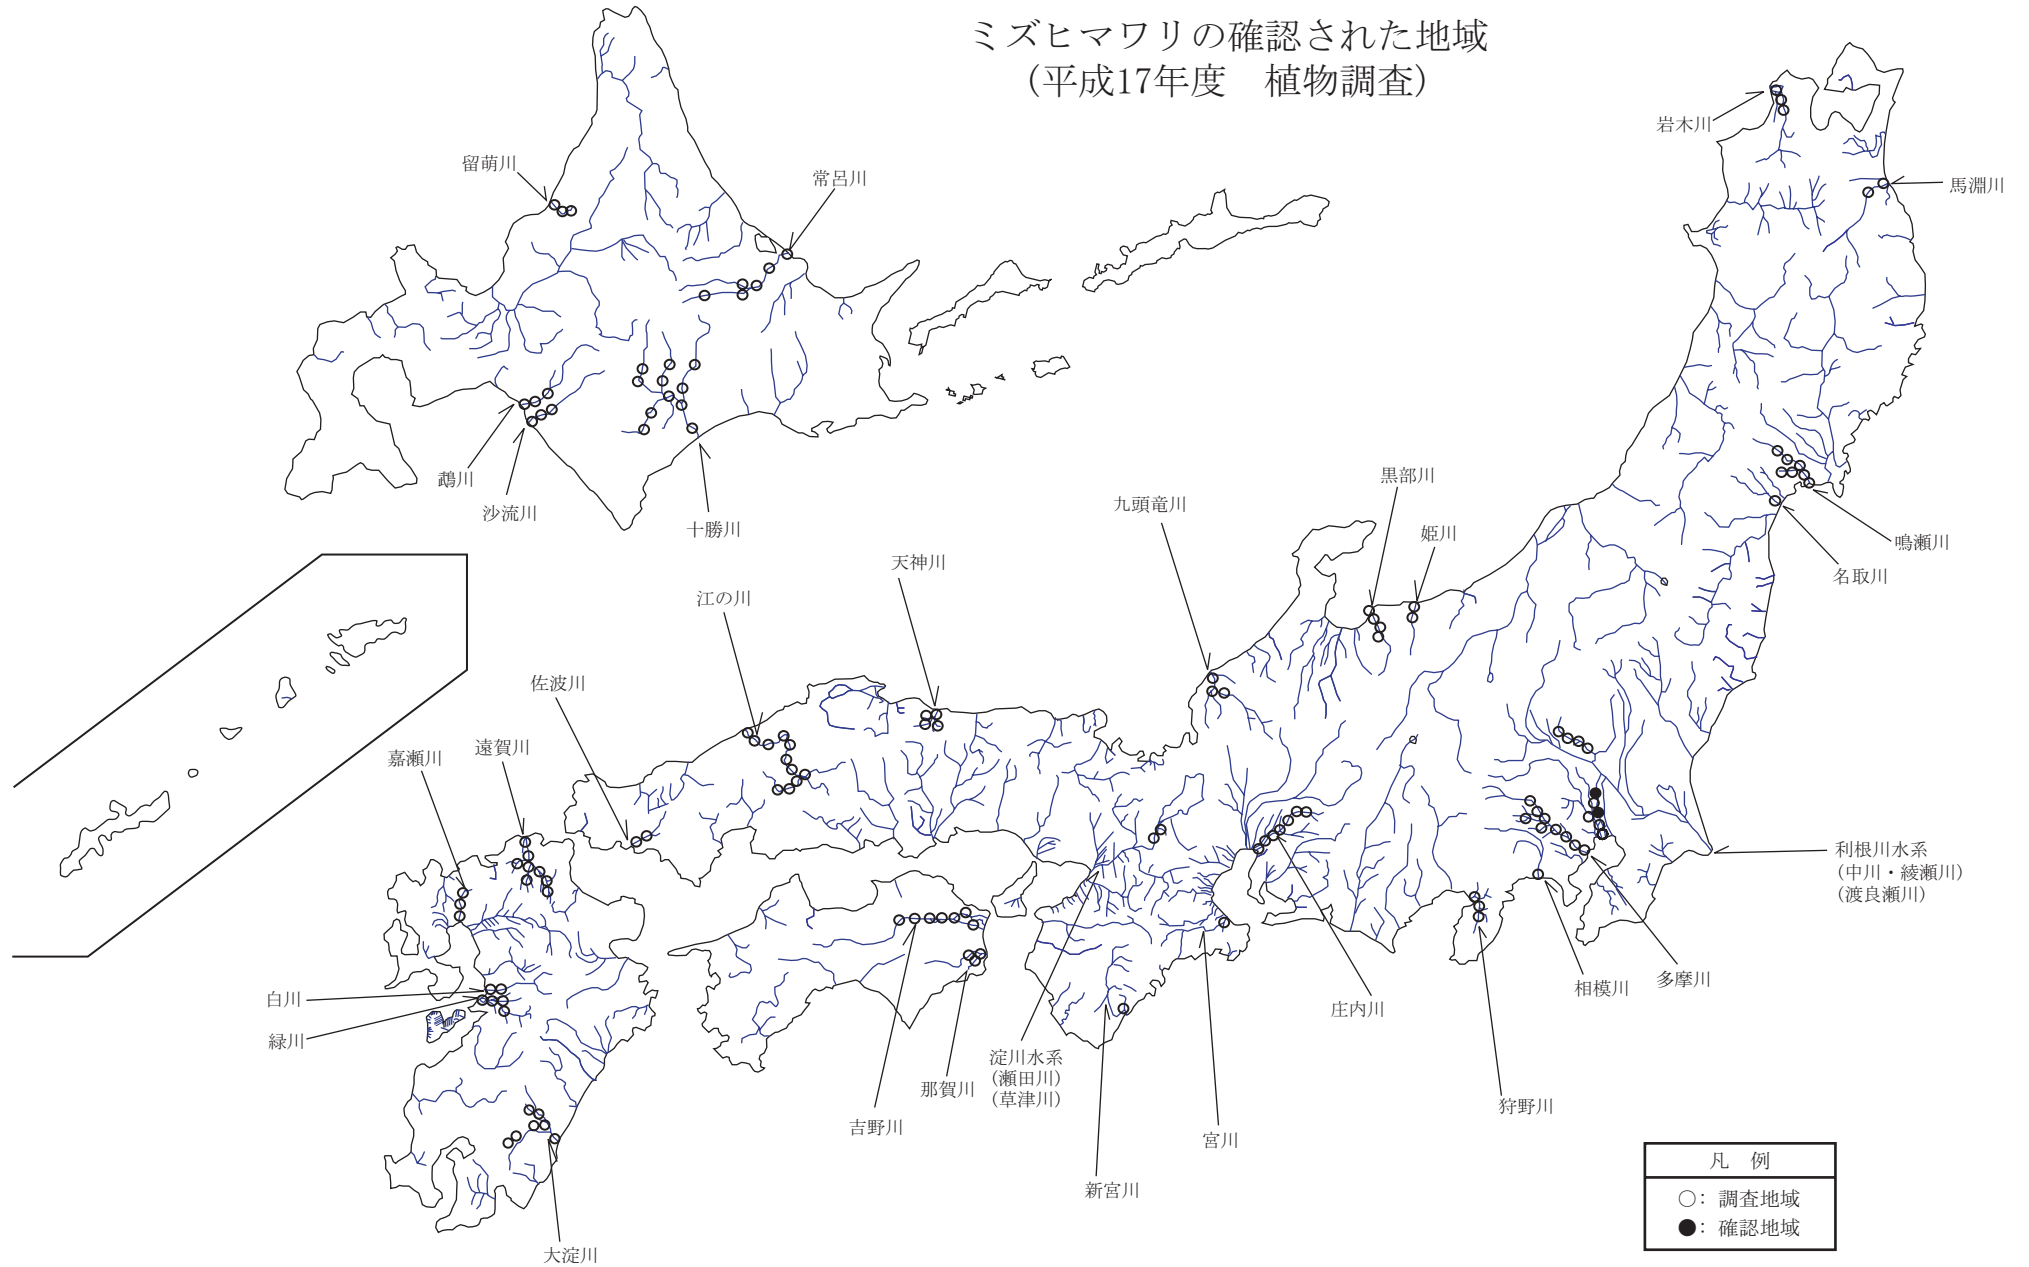 ミズヒマワリの確認された地域
(平成17年度　植物調査)
岩木川
留萌川
常呂川
馬淵川
鵡川
沙流川
十勝川
九頭竜川
黒部川
姫川
鳴瀬川
名取川
天神川
江の川
佐波川
遠賀川
嘉瀬川
利根川水系
(中川・綾瀬川)
(渡良瀬川)
多摩川
相模川
庄内川
白川
緑川
淀川水系
(瀬田川)
(草津川)
那賀川
吉野川
狩野川
宮川
新宮川
大淀川
凡　例
○: 調査地域
●: 確認地域